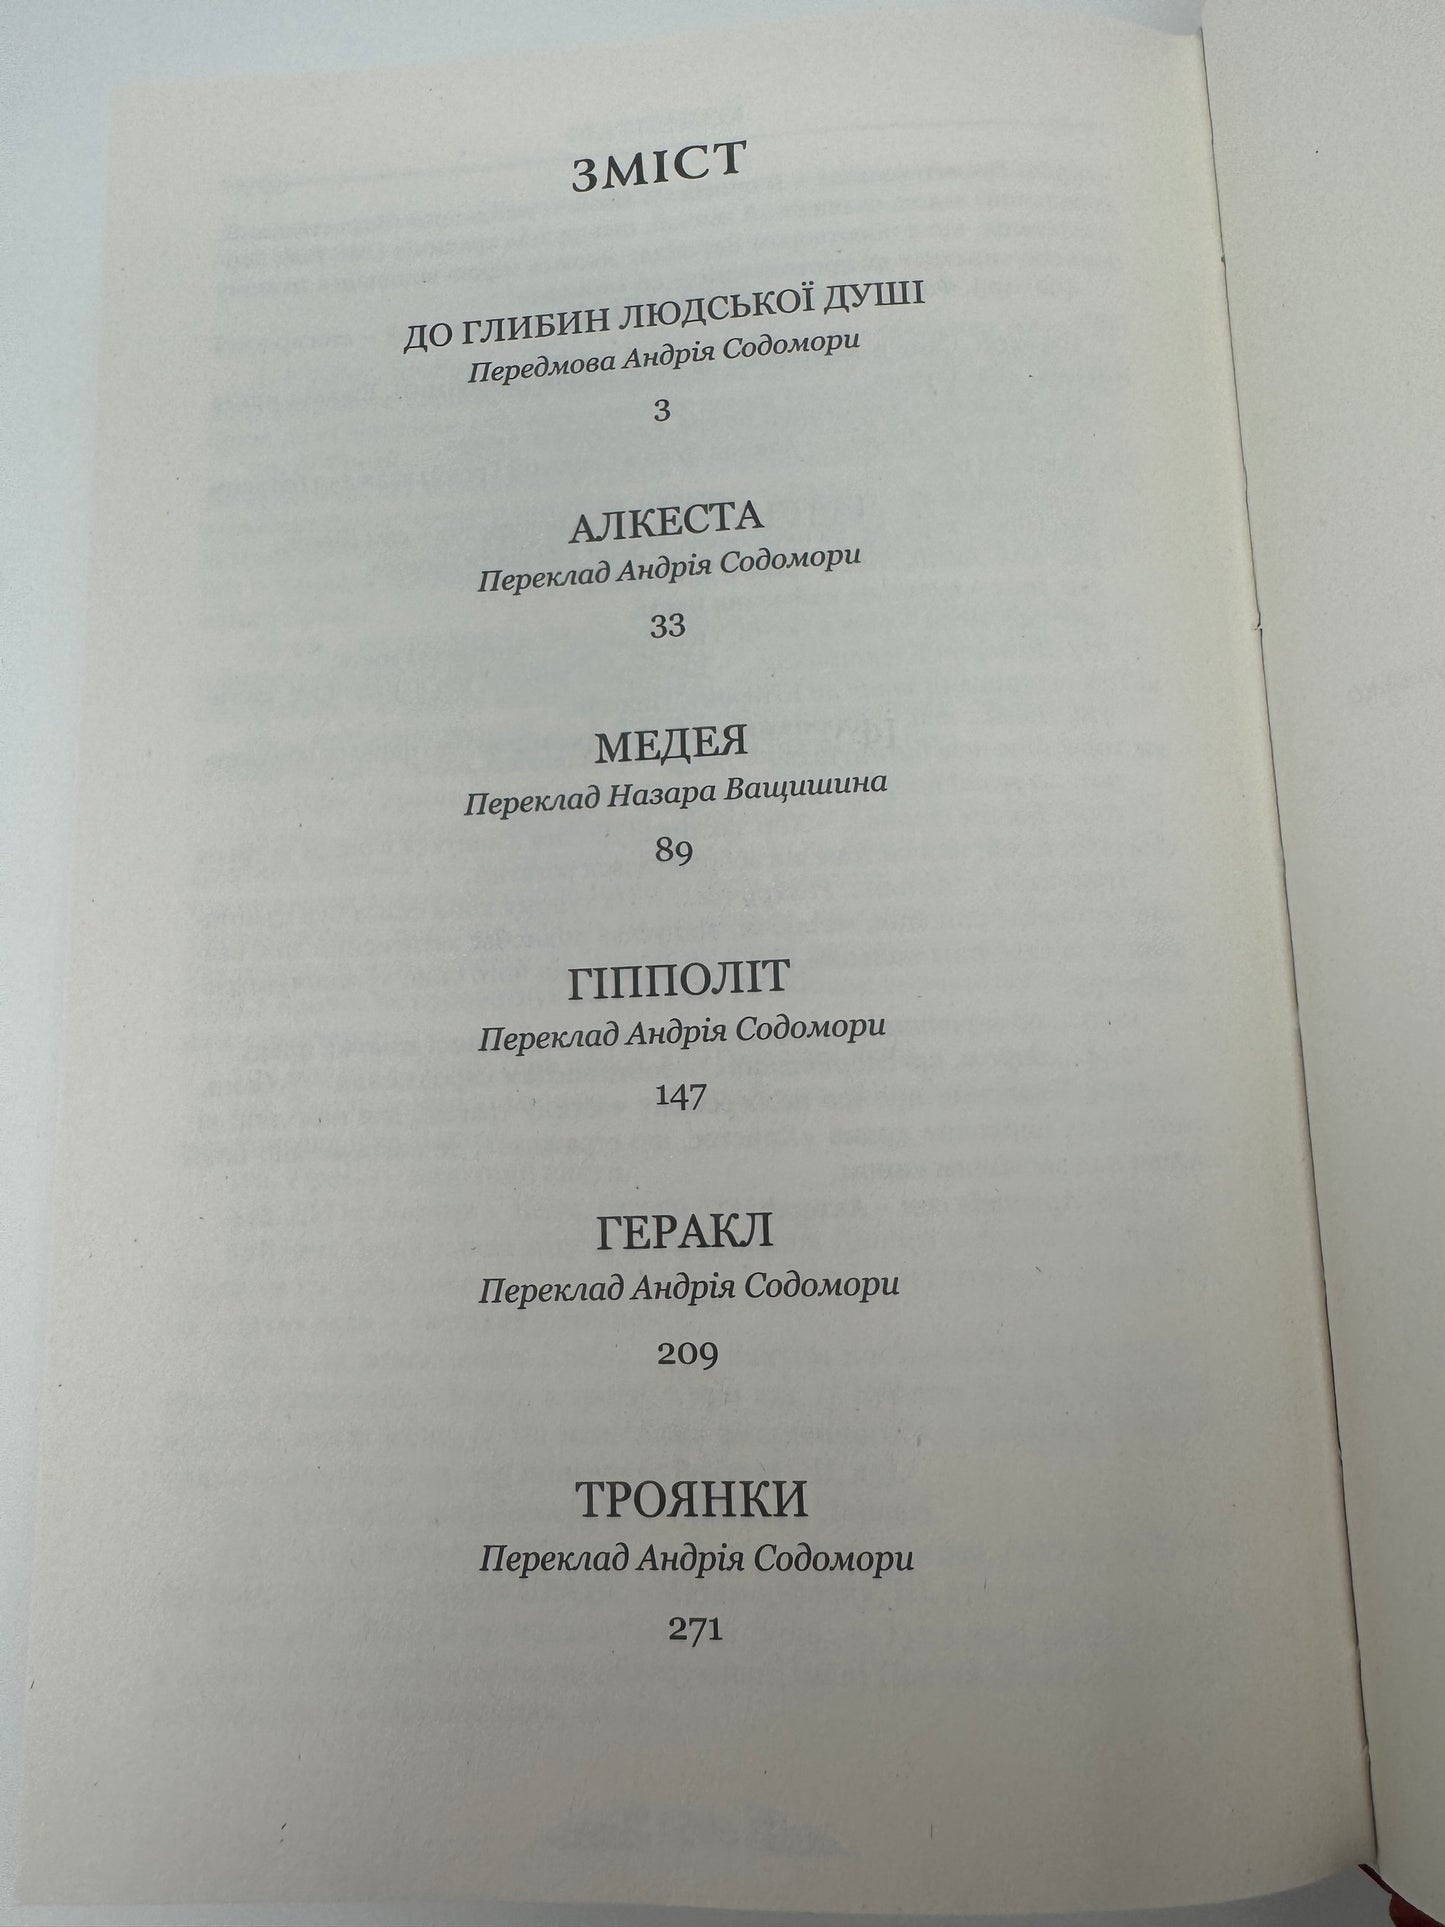 ЗМІСТ
ДО ГЛИБИН ЛЮДСЬКОЇ ДУШІ
Передмова Андрія Содомори
3
АЛКЕСТА
Переклад Андрія Содомори
33
МЕДЕЯ
Переклад Назара Ващишина
89
ГІППОЛІТ
Переклад Андрія Содомори
147
ГЕРАКЛ
Переклад Андрія Содомори
209
ТРОЯНКИ
Переклад Андрія Содомори
271